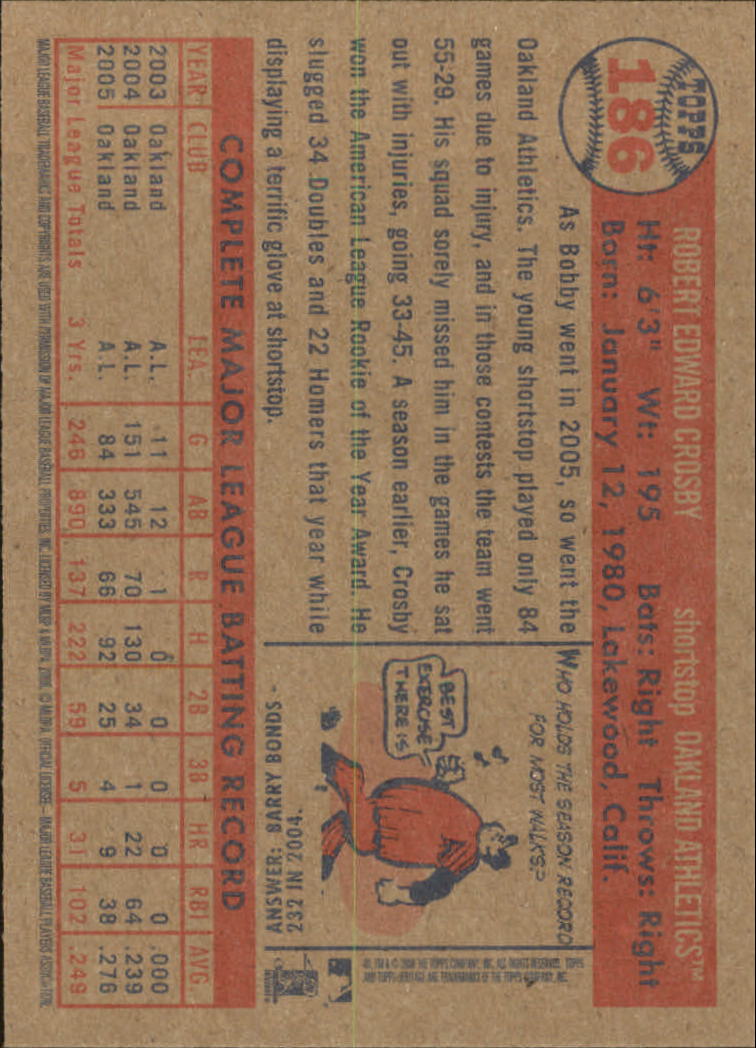 TOPPS
186
ROBERT EDWARD CROSBY shortstop OAKLAND ATHLETICS™
Ht: 6'3" Wt: 195 Bats: Right Throws: Right
Born: January 12, 1980, Lakewood, Calif.
As Bobby went in 2005, so went the
Oakland Athletics. The young shortstop played only 84
games due to injury, and in those contests the team went
55-29. His squad sorely missed him in the games he sat
out with injuries, going 33-45. A season earlier, Crosby
won the American League Rookie of the Year Award. He
slugged 34 Doubles and 22 Homers that year while
displaying a terrific glove at shortstop.
WHO HOLDS THE SEASON RECORD
FOR MOST WALKS?
BEST
EXERCISE
THERE IS
A
ANSWER: BARRY BONDS -
232 IN 2004.
COMPLETE MAJOR LEAGUE BATTING RECORD
YEAR CLUB LEA. G AB R H 2B 3B HR RBI AVG.
2003 Oakland A.L. 11 12 1 0 0 0 0 0 .000
2004 Oakland A.L. 151 545 70 130 34 1 22 64 .239
2005 Oakland A.L. 84 333 66 92 25 4 9 38 .276
Major League Totals 3 Yrs. 246 890 137 222 59 5 31 102 .249